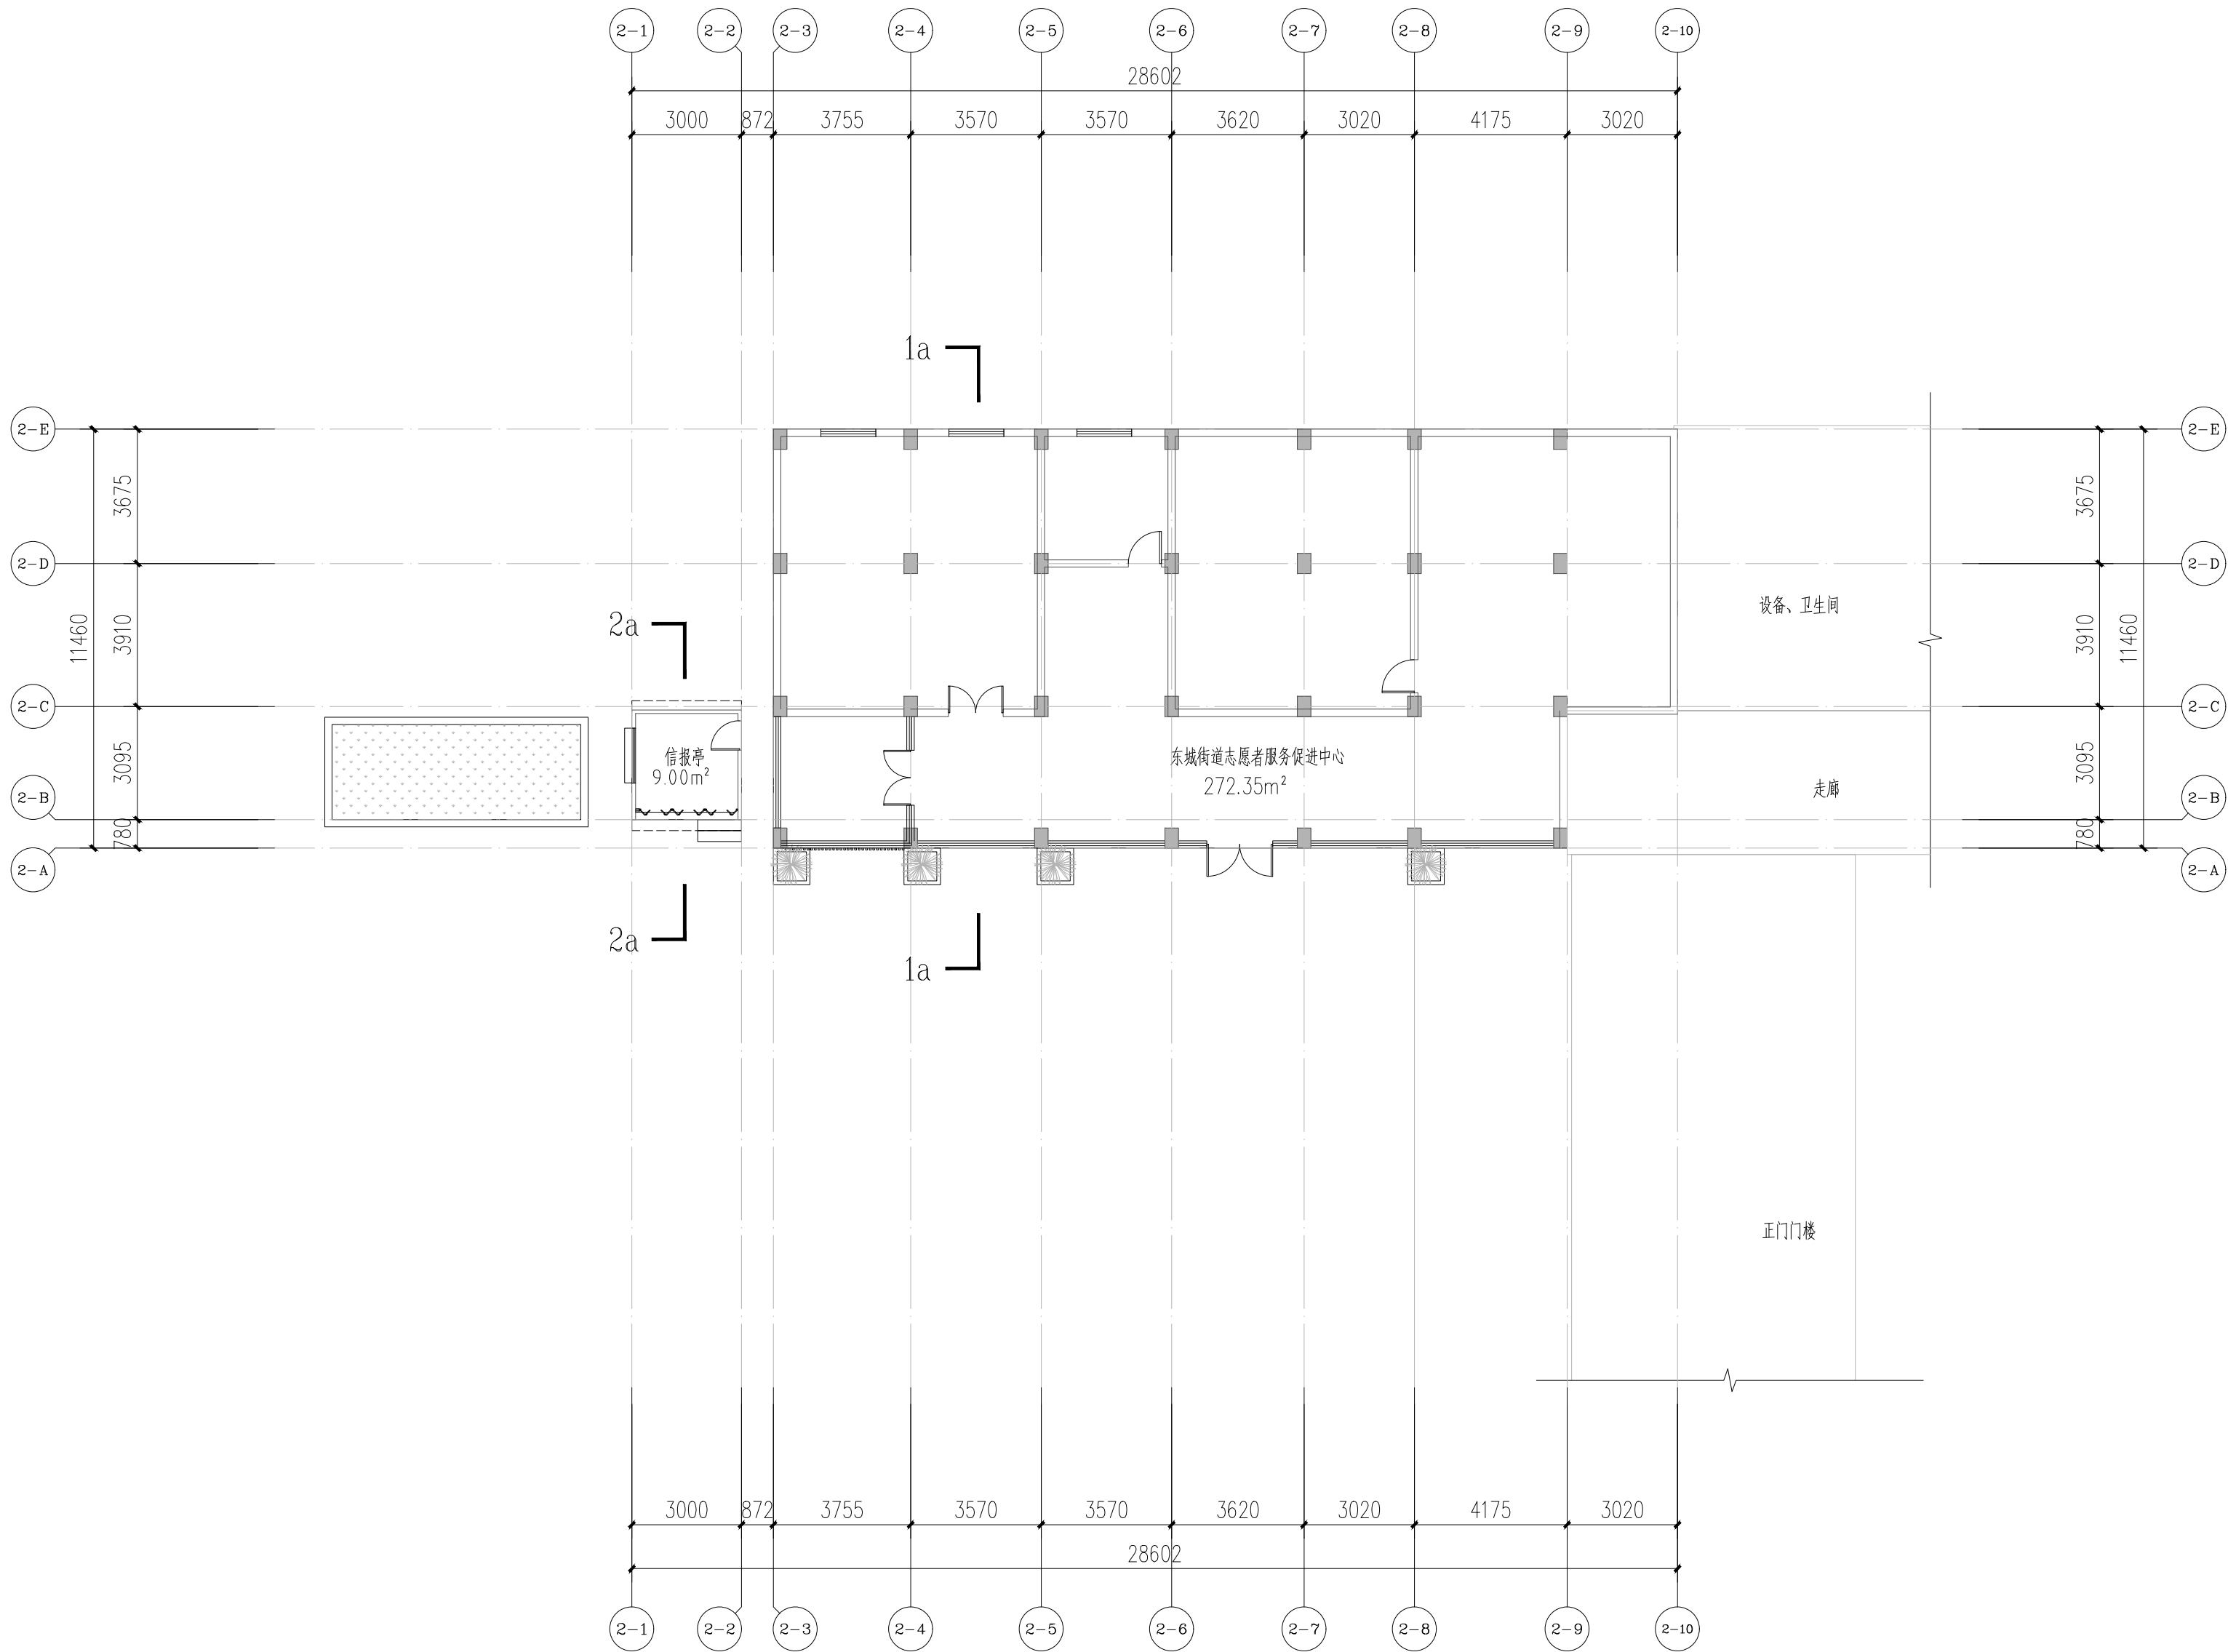 2-1 2-2 2-3 2-4 2-5 2-6 2-7 2-8 2-9 2-10
28602
3000 872 3755 3570 3570 3620 3020 4175 3020
1a
2-E 2-E
3675 3675
2-D 2-D
设备、卫生间
2a
11460 3910 3910 11460
2-C 2-C
信报亭 东城街道志愿者服务促进中心
9.00m² 272.35m²
3095 3095
走廊
2-B 2-B
780 780
2-A 2-A
2a
1a
正门门楼
3000 872 3755 3570 3570 3620 3020 4175 3020
28602
2-1 2-2 2-3 2-4 2-5 2-6 2-7 2-8 2-9 2-10